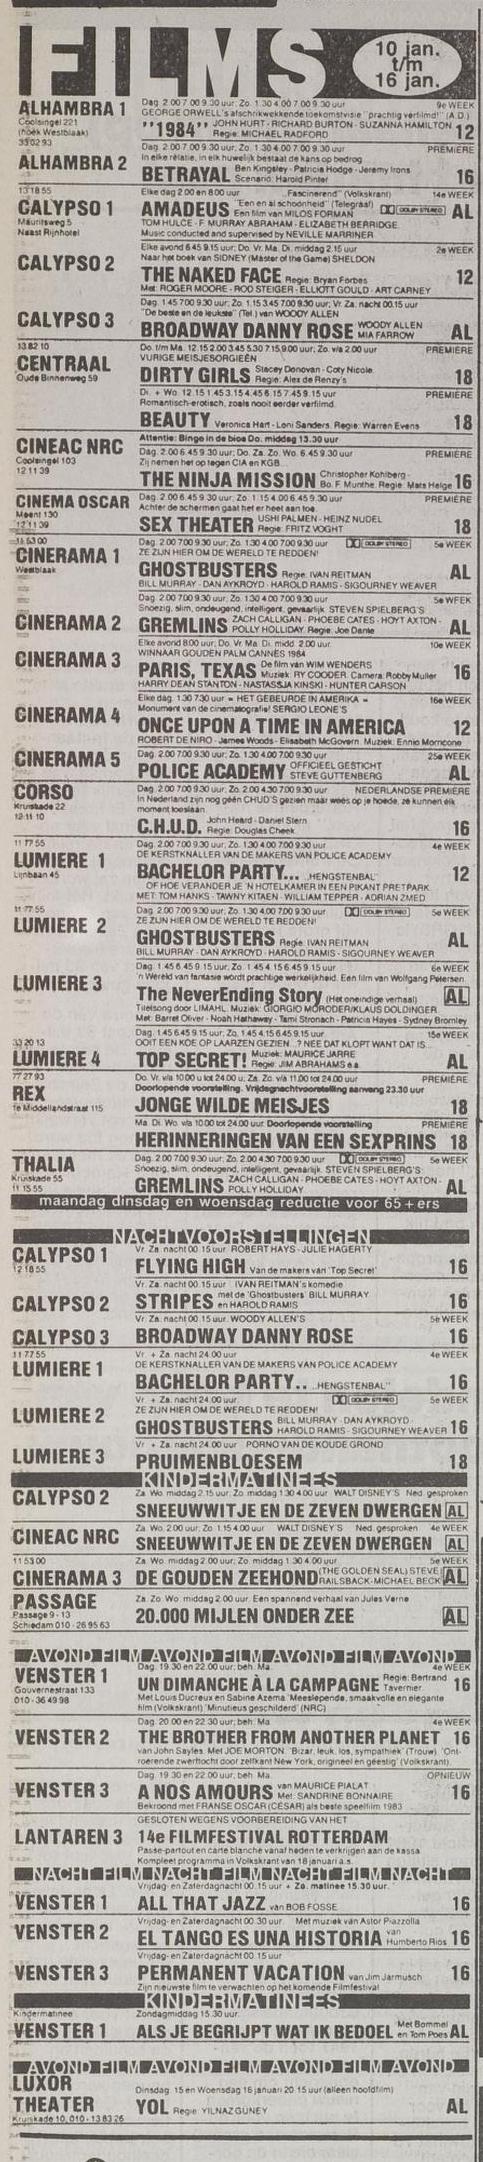 FILMS
10 jan.
t/m
16 jan.
ALHAMBRA 1
Coolsingel 221
(hoek Westblaak)
33 02 93
Dag. 2.00 7.00 9.30 uur; Zo. 1.30 4.00 7.00 9.30 uur 9e WEEK
GEORGE ORWELL's afschrikwekkende toekomstvisie "prachtig verfilmd!" (A.D.)
"1984" JOHN HURT - RICHARD BURTON - SUZANNA HAMILTON
Regie: MICHAEL RADFORD 12
ALHAMBRA 2
Dag. 2.00 7.00 9.30 uur; Zo. 1.30 4.00 7.00 9.30 uur PREMIERE
In elke relatie, in elk huwelijk bestaat de kans op bedrog
BETRAYAL Ben Kingsley - Patricia Hodge - Jeremy Irons
Scenario: Harold Pinter 16
13 18 55
CALYPSO 1
Mauritsweg 5
Naast Rijnhotel
Elke dag 2.00 en 8.00 uur "Fascinerend" (Volkskrant) 14e WEEK
AMADEUS "Een en al schoonheid" (Telegraaf) DOLBY STEREO AL
Een film van MILOS FORMAN
TOM HULCE - F. MURRAY ABRAHAM - ELIZABETH BERRIDGE
Music conducted and supervised by NEVILLE MARRINER
CALYPSO 2
Elke avond 6.45 9.15 uur; Do. Vr. Ma. Di. middag 2.15 uur 2e WEEK
Naar het boek van SIDNEY (Master of the Game) SHELDON
THE NAKED FACE Regie: Bryan Forbes 12
Met: ROGER MOORE - ROD STEIGER - ELLIOTT GOULD - ART CARNEY
CALYPSO 3
Dag. 1.45 7.00 9.30 uur; Zo. 1.15 3.45 7.00 9.30 uur; Vr. Za. nacht 00.15 uur
"De beste en de leukste" (Tel.) van WOODY ALLEN
BROADWAY DANNY ROSE WOODY ALLEN
MIA FARROW AL
13 82 10
CENTRAAL
Oude Binnenweg 59
Do. t/m Ma. 12.15 2.00 3.45 5.30 7.15 9.00 uur; Zo. v/a 2.00 uur PREMIERE
VURIGE MEISJESORGIEËN
DIRTY GIRLS Stacey Donovan - Coty Nicole
Regie: Alex de Renzy's 18
Di. + Wo. 12.15 1.45 3.15 4.45 6.15 7.45 9.15 uur PREMIERE
Romantisch-erotisch, zoals nooit eerder verfilmd.
BEAUTY Veronica Hart - Loni Sanders. Regie: Warren Evens 18
CINEAC NRC
Coolsingel 103
12 11 39
Attentie: Binge in de bios Do. middag 13.30 uur
Dag. 2.00 6.45 9.30 uur; Do. Za. Zo. Wo. 6.45 9.30 uur PREMIERE
Zij nemen het op tegen CIA en KGB...
THE NINJA MISSION Christopher Kohlberg -
Bo. F. Munthe. Regie: Mats Helge 16
CINEMA OSCAR
Meent 130
12 11 09
Dag. 2.00 6.45 9.30 uur; Zo. 1.15 4.00 6.45 9.30 uur PREMIERE
Achter de schermen gaat het er heet aan toe.
SEX THEATER USHI PALMEN - HEINZ NUDEL
Regie: FRITZ VOGHT 18
11 53 00
CINERAMA 1
Westblaak
Dag. 2.00 7.00 9.30 uur; Zo. 1.30 4.00 7.00 9.30 uur DOLBY STEREO 5e WEEK
ZE ZIJN HIER OM DE WERELD TE REDDEN!
GHOSTBUSTERS Regie: IVAN REITMAN AL
BILL MURRAY - DAN AYKROYD - HAROLD RAMIS - SIGOURNEY WEAVER
CINERAMA 2
Dag. 2.00 7.00 9.30 uur; Zo. 1.30 4.00 7.00 9.30 uur 5e WEEK
Snoezig, slim, ondeugend, intelligent, gevaarlijk. STEVEN SPIELBERG'S
GREMLINS ZACH CALLIGAN - PHOEBE CATES - HOYT AXTON -
POLLY HOLLIDAY. Regie: Joe Dante AL
CINERAMA 3
Elke avond 8.00 uur; Do. Vr. Ma. Di. midd. 2.00 uur 10e WEEK
WINNAAR GOUDEN PALM CANNES 1984
PARIS, TEXAS De film van WIM WENDERS
Muziek: RY COODER. Camera: Robby Muller 16
HARRY DEAN STANTON - NASTASSJA KINSKI - HUNTER CARSON
CINERAMA 4
Elke dag 1.30 7.30 uur = HET GEBEURDE IN AMERIKA = 16e WEEK
Monument van de cinematografie! SERGIO LEONE'S
ONCE UPON A TIME IN AMERICA 12
ROBERT DE NIRO - James Woods - Elisabeth McGovern. Muziek: Ennio Morricone
CINERAMA 5
Dag. 2.00 7.00 9.30 uur; Zo. 1.30 4.00 7.00 9.30 uur 25e WEEK
POLICE ACADEMY OFFICIEEL GESTICHT
STEVE GUTTENBERG AL
CORSO
Kruiskade 22
12 11 10
Dag. 2.00 7.00 9.30 uur; Zo. 2.00 4.30 7.00 9.30 uur NEDERLANDSE PREMIERE
In Nederland zijn nog géén CHUD'S gezien maar wees op je hoede, ze kunnen elk
moment toeslaan.
C.H.U.D. John Heard - Daniel Stern
Regie: Douglas Cheek 16
11 77 55
LUMIERE 1
Lijnbaan 45
Dag. 2.00 7.00 9.30 uur; Zo. 1.30 4.00 7.00 9.30 uur 4e WEEK
DE KERSTKNALLER VAN DE MAKERS VAN POLICE ACADEMY
BACHELOR PARTY... "HENGSTENBAL" 12
OF HOE VERANDER JE 'N HOTELKAMER IN EEN PIKANT PRETPARK
MET: TOM HANKS - TAWNY KITAEN - WILLIAM TEPPER - ADRIAN ZMED
11 77 55
LUMIERE 2
Dag. 2.00 7.00 9.30 uur; Zo. 1.30 4.00 7.00 9.30 uur DOLBY STEREO 5e WEEK
ZE ZIJN HIER OM DE WERELD TE REDDEN!
GHOSTBUSTERS Regie: IVAN REITMAN AL
BILL MURRAY - DAN AYKROYD - HAROLD RAMIS - SIGOURNEY WEAVER
LUMIERE 3
Dag. 1.45 6.45 9.15 uur; Zo. 1.45 4.15 6.45 9.15 uur 6e WEEK
'n Wereld van fantasie wordt prachtige werkelijkheid. Een film van Wolfgang Petersen.
The NeverEnding Story (Het oneindige verhaal) AL
Titelsong door LIMAHL. Muziek: GIORGIO MORODER/KLAUS DOLDINGER
Met: Barret Oliver - Noah Hathaway - Tami Stronach - Patricia Hayes - Sydney Bromley
33 20 13
LUMIERE 4
Dag. 1.45 6.45 9.15 uur; Zo. 1.45 4.15 6.45 9.15 uur 15e WEEK
OOIT EEN KOE OP LAARZEN GEZIEN...? NEE DAT KLOPT WANT DAT IS...
TOP SECRET! Muziek: MAURICE JARRE
Regie: JIM ABRAHAMS e.a. AL
77 27 93
REX
1e Middellandstraat 115
Do. Vr. v/a 10.00 u tot 24.00 u; Za. Zo. v/a 11.00 tot 24.00 uur PREMIERE
Doorlopende voorstelling. Vrijdagnachtvoorstelling aanvang 23.30 uur
JONGE WILDE MEISJES 18
Ma. Di. Wo. v/a 10.00 tot 24.00 uur. Doorlopende voorstelling PREMIERE
HERINNERINGEN VAN EEN SEXPRINS 18
THALIA
Kruiskade 55
11 15 55
Dag. 2.00 7.00 9.30 uur; Zo. 2.00 4.30 7.00 9.30 uur DOLBY STEREO 5e WEEK
Snoezig, slim, ondeugend, intelligent, gevaarlijk. STEVEN SPIELBERG'S
GREMLINS ZACH CALLIGAN - PHOEBE CATES - HOYT AXTON -
POLLY HOLLIDAY AL
maandag dinsdag en woensdag reductie voor 65+ers
NACHTVOORSTELLINGEN
CALYPSO 1
12 18 55
Vr. Za. nacht 00.15 uur ROBERT HAYS - JULIE HAGERTY
FLYING HIGH Van de makers van 'Top Secret' 16
CALYPSO 2
Vr. Za. nacht 00.15 uur IVAN REITMAN's komedie
STRIPES met de 'Ghostbusters' BILL MURRAY
en HAROLD RAMIS 16
CALYPSO 3
Vr. Za. nacht 00.15 uur. WOODY ALLEN'S 5e WEEK
BROADWAY DANNY ROSE 16
11 77 55
LUMIERE 1
Vr. + Za. nacht 24.00 uur 4e WEEK
DE KERSTKNALLER VAN DE MAKERS VAN POLICE ACADEMY
BACHELOR PARTY.. "HENGSTENBAL" 16
LUMIERE 2
Vr. + Za. nacht 24.00 uur DOLBY STEREO 5e WEEK
ZE ZIJN HIER OM DE WERELD TE REDDEN!
GHOSTBUSTERS BILL MURRAY - DAN AYKROYD -
HAROLD RAMIS - SIGOURNEY WEAVER 16
LUMIERE 3
Vr. + Za. nacht 24.00 uur PORNO VAN DE KOUDE GROND
PRUIMENBLOESEM 18
KINDERMATINEES
CALYPSO 2
Za. Wo. middag 2.15 uur; Zo. middag 1.30 4.00 uur WALT DISNEY'S Ned. gesproken
SNEEUWWITJE EN DE ZEVEN DWERGEN AL
CINEAC NRC
Za. Wo. 2.00 uur; Zo. 1.15 4.00 uur WALT DISNEY'S Ned. gesproken 4e WEEK
SNEEUWWITJE EN DE ZEVEN DWERGEN AL
11 53 00
CINERAMA 3
Za. Wo. middag 2.00 uur; Zo. middag 1.30 4.00 uur 5e WEEK
DE GOUDEN ZEEHOND (THE GOLDEN SEAL) STEVE
RAILSBACK - MICHAEL BECK AL
PASSAGE
Passage 9 - 13
Schiedam 010 - 26 95 63
Za. Zo. Wo. middag 2.00 uur. Een spannend verhaal van Jules Verne
20.000 MIJLEN ONDER ZEE AL
AVOND FILM AVOND FILM AVOND FILM AVOND
VENSTER 1
Gouvernestraat 133
010 - 36 49 98
Dag. 19.30 en 22.00 uur; beh. Ma. 4e WEEK
UN DIMANCHE À LA CAMPAGNE Regie: Bertrand
Tavernier 16
Met Louis Ducreux en Sabine Azema. 'Meeslepende, smaakvolle en elegante
film (Volkskrant) 'Minutieus geschilderd' (NRC)
VENSTER 2
Dag. 20.00 en 22.30 uur; beh. Ma. 4e WEEK
THE BROTHER FROM ANOTHER PLANET 16
van John Sayles. Met JOE MORTON. 'Bizar, leuk, los, sympathiek' (Trouw). 'Ont-
roerende zwerftocht door zelfkant New York, origineel en geestig' (Volkskrant).
VENSTER 3
Dag. 19.30 en 22.00 uur, beh. Ma. OPNIEUW
A NOS AMOURS van MAURICE PIALAT
Met: SANDRINE BONNAIRE 16
Bekroond met FRANSE OSCAR (CÉSAR) als beste speelfilm 1983
LANTAREN 3
GESLOTEN WEGENS VOORBEREIDING VAN HET
14e FILMFESTIVAL ROTTERDAM
Passe-partout en carte blanche vanaf heden te verkrijgen aan de kassa
Kompleet programma in Volkskrant van 18 januari a.s.
NACHT FILM NACHT FILM NACHT FILM NACHT
VENSTER 1
Vrijdag- en Zaterdagnacht 00.15 uur + Zo. matinee 15.30 uur.
ALL THAT JAZZ van BOB FOSSE 16
VENSTER 2
Vrijdag- en Zaterdagnacht 00.30 uur. Met muziek van Astor Piazzolla
EL TANGO ES UNA HISTORIA van
Humberto Rios 16
VENSTER 3
Vrijdag- en Zaterdagnacht 00.15 uur
PERMANENT VACATION van Jim Jarmusch 16
Zijn nieuwste film te verwachten op het komende Filmfestival
KINDERMATINEES
Kindermatinee
VENSTER 1
Zondagmiddag 15.30 uur.
ALS JE BEGRIJPT WAT IK BEDOEL Met Bommel
en Tom Poes AL
AVOND FILM AVOND FILM AVOND FILM AVOND
LUXOR
THEATER
Kruiskade 10, 010 - 13 83 26
Dinsdag 15 en Woensdag 16 januari 20.15 uur (alleen hoofdfilm)
YOL Regie: YILNAZ GUNEY AL